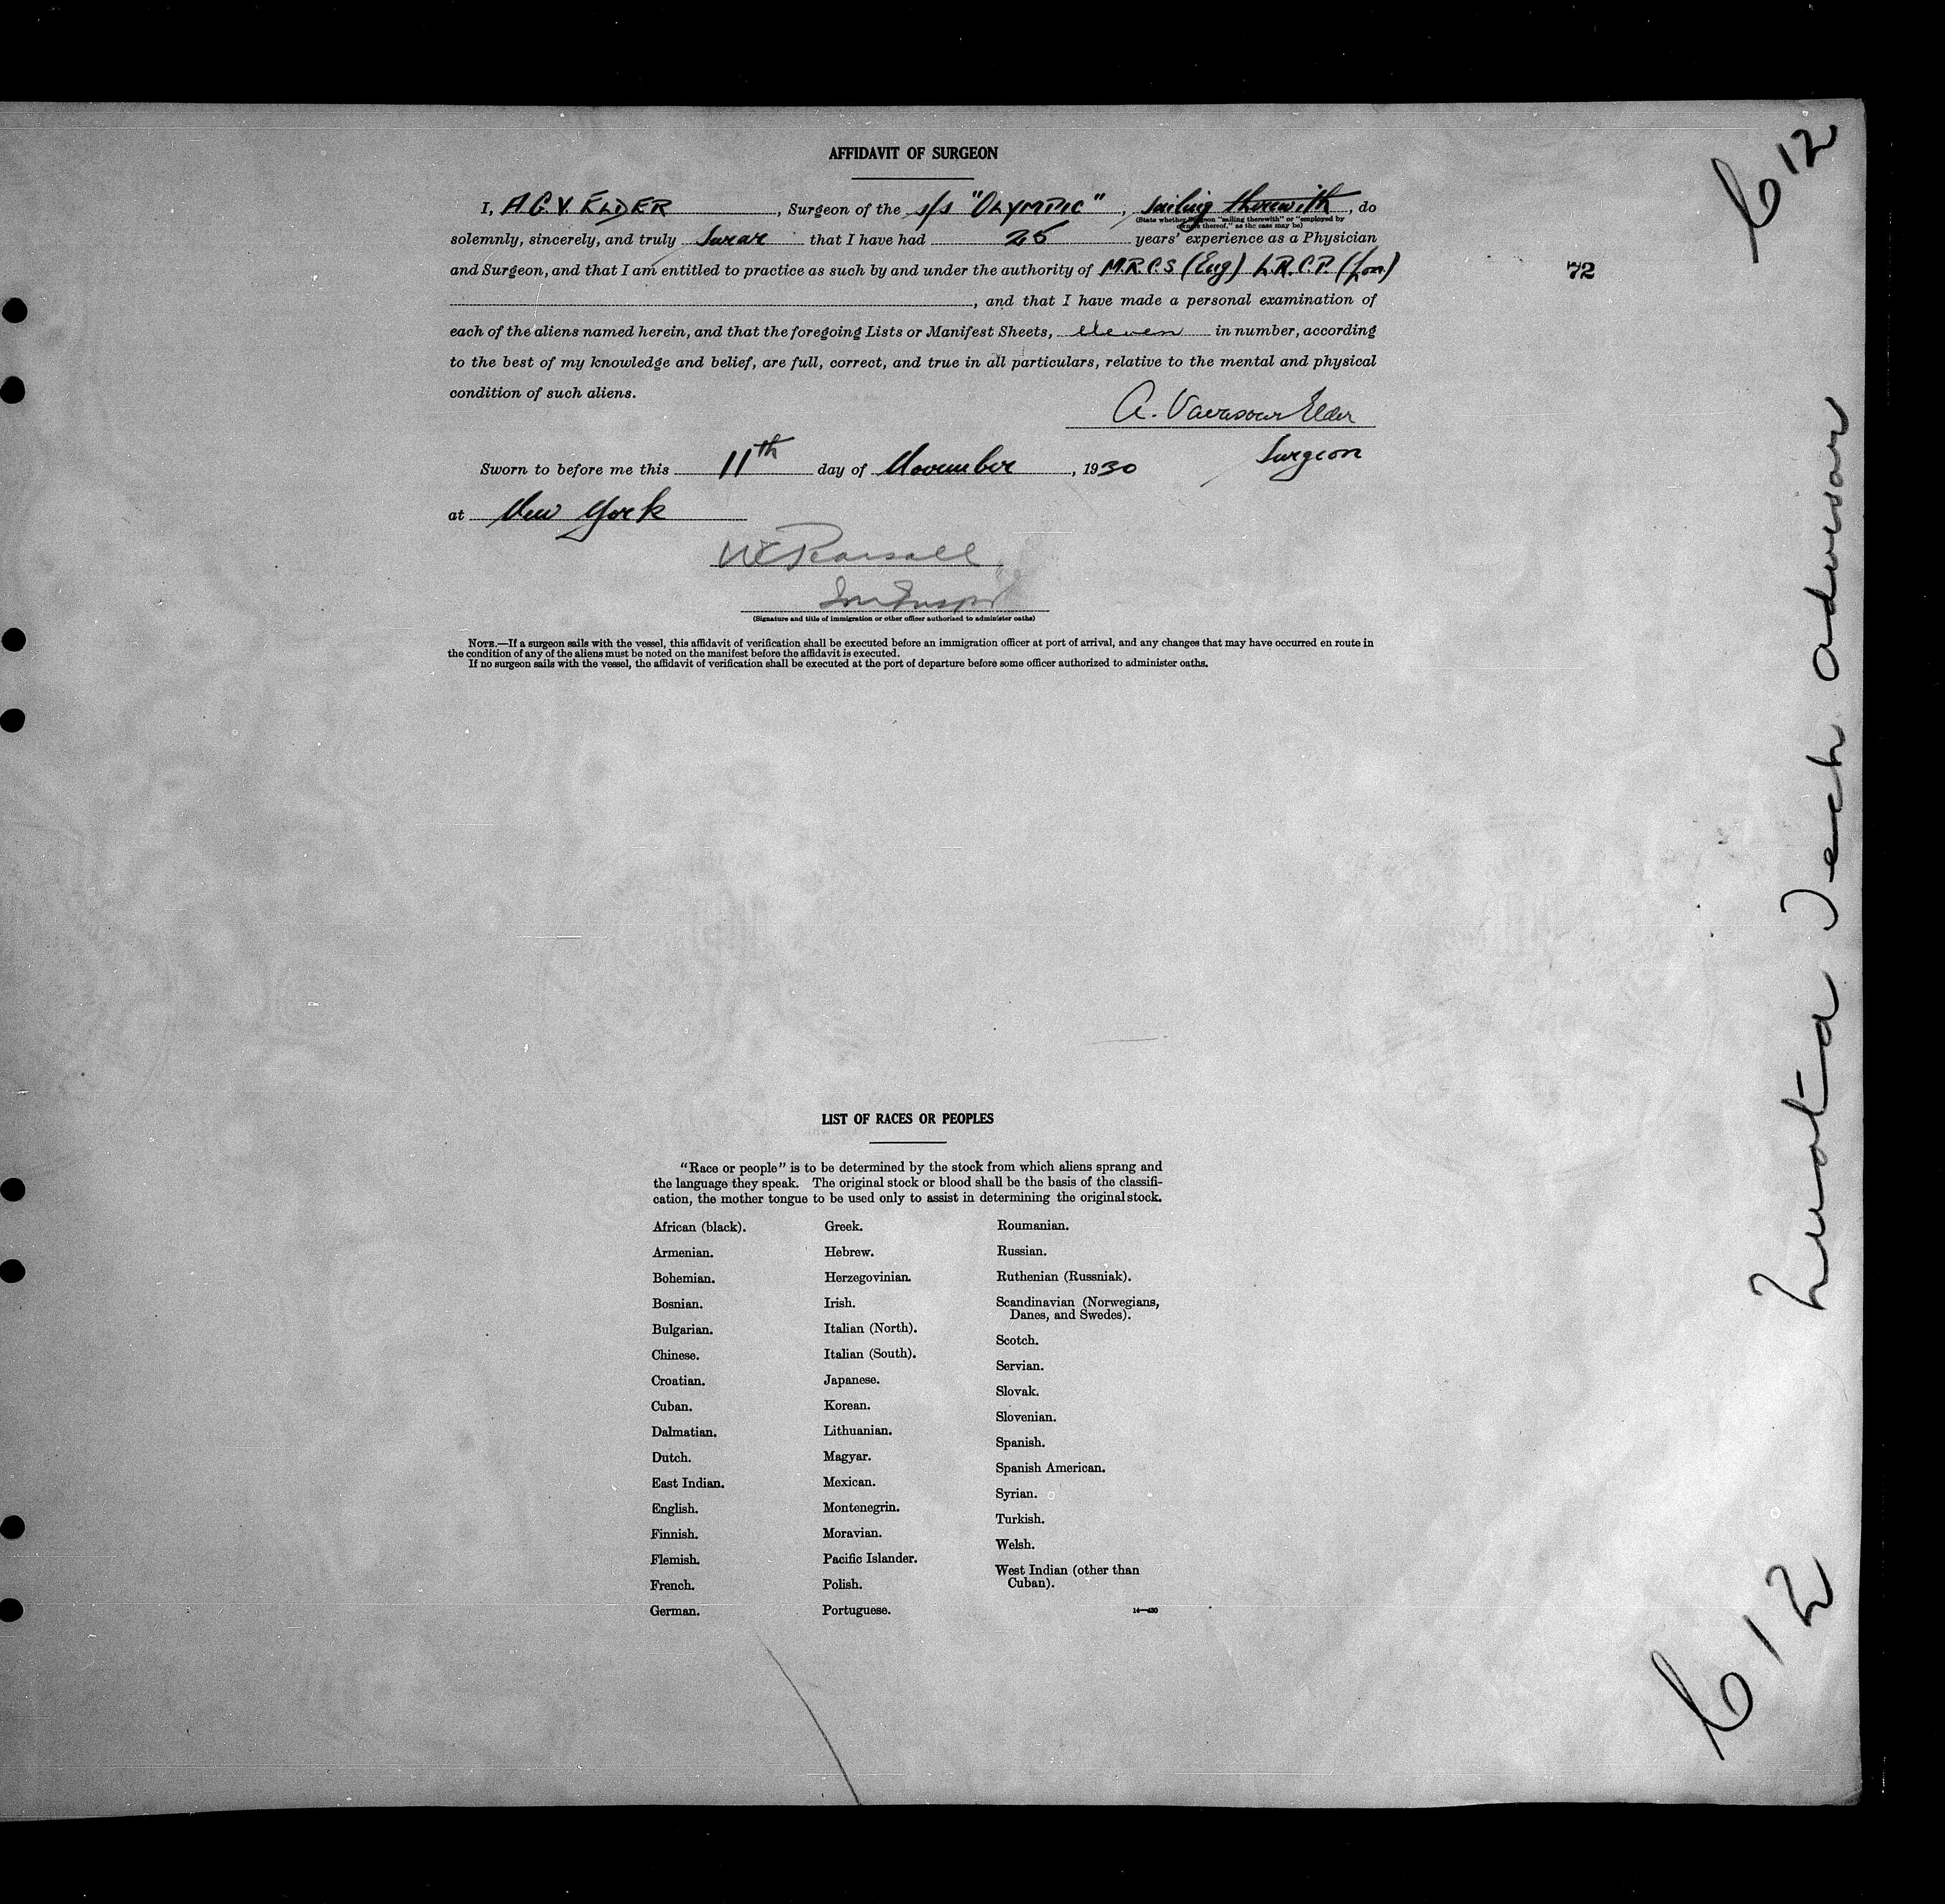 AFFIDAVIT OF SURGEON
I, A.G.V. ELDER, Surgeon of the s/s "OLYMPIC", sailing therewith, do
(State whether Surgeon "sailing therewith" or "employed by
owners thereof," as the case may be)
solemnly, sincerely, and truly swear that I have had 25 years' experience as a Physician
and Surgeon, and that I am entitled to practice as such by and under the authority of M.R.C.S (Eng) L.R.C.P. (Lon)
72
, and that I have made a personal examination of
each of the aliens named herein, and that the foregoing Lists or Manifest Sheets, eleven in number, according
to the best of my knowledge and belief, are full, correct, and true in all particulars, relative to the mental and physical
condition of such aliens.
A. Vavasour Elder
Surgeon
Sworn to before me this 11th day of November, 1930
at New York
W Pearsall
Im Inspr
(Signature and title of immigration or other officer authorized to administer oaths)
NOTE.—If a surgeon sails with the vessel, this affidavit of verification shall be executed before an immigration officer at port of arrival, and any changes that may have occurred en route in
the condition of any of the aliens must be noted on the manifest before the affidavit is executed.
If no surgeon sails with the vessel, the affidavit of verification shall be executed at the port of departure before some officer authorized to administer oaths.
LIST OF RACES OR PEOPLES
"Race or people" is to be determined by the stock from which aliens sprang and
the language they speak. The original stock or blood shall be the basis of the classifi-
cation, the mother tongue to be used only to assist in determining the original stock.
African (black).
Armenian.
Bohemian.
Bosnian.
Bulgarian.
Chinese.
Croatian.
Cuban.
Dalmatian.
Dutch.
East Indian.
English.
Finnish.
Flemish.
French.
German.
Greek.
Hebrew.
Herzegovinian.
Irish.
Italian (North).
Italian (South).
Japanese.
Korean.
Lithuanian.
Magyar.
Mexican.
Montenegrin.
Moravian.
Pacific Islander.
Polish.
Portuguese.
Roumanian.
Russian.
Ruthenian (Russniak).
Scandinavian (Norwegians,
Danes, and Swedes).
Scotch.
Servian.
Slovak.
Slovenian.
Spanish.
Spanish American.
Syrian.
Turkish.
Welsh.
West Indian (other than
Cuban).
14—430
612
612